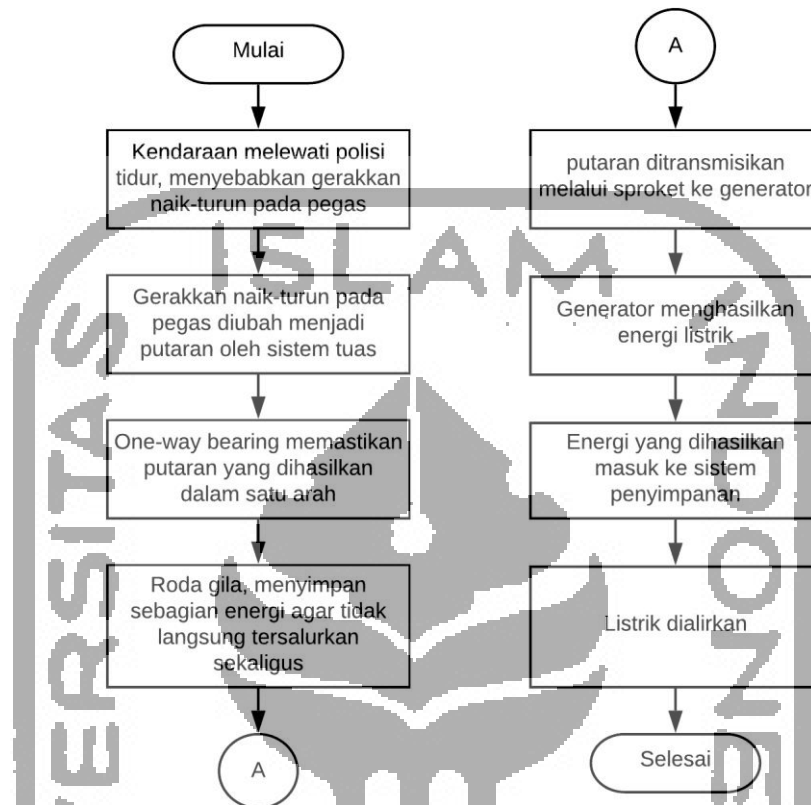 Mulai
Kendaraan melewati polisi
tidur, menyebabkan gerakkan
naik-turun pada pegas
Gerakkan naik-turun pada
pegas diubah menjadi
putaran oleh sistem tuas
One-way bearing memastikan
putaran yang dihasilkan
dalam satu arah
Roda gila, menyimpan
sebagian energi agar tidak
langsung tersalurkan
sekaligus
A
A
putaran ditransmisikan
melalui sproket ke generator
Generator menghasilkan
energi listrik
Energi yang dihasilkan
masuk ke sistem
penyimpanan
Listrik dialirkan
Selesai
ISLAM